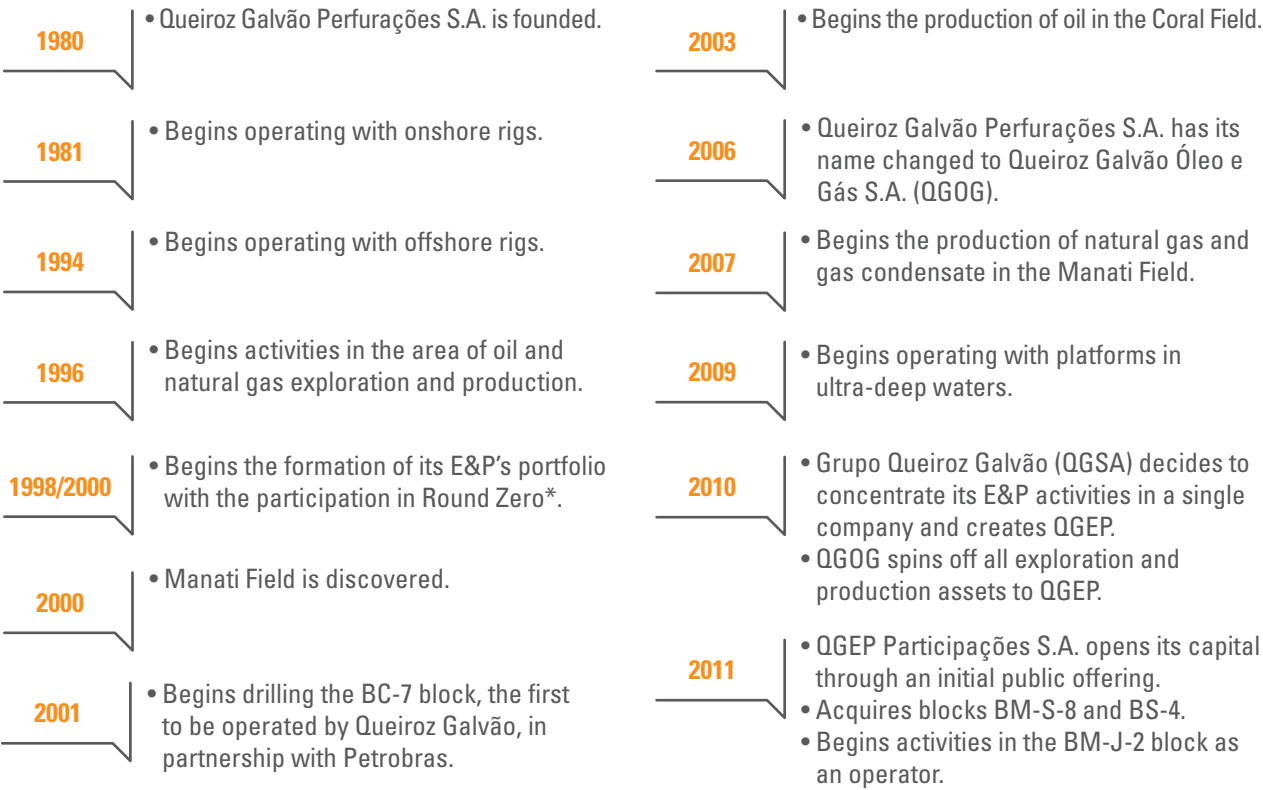 1980
• Queiroz Galvão Perfurações S.A. is founded.
1981
• Begins operating with onshore rigs.
1994
• Begins operating with offshore rigs.
1996
• Begins activities in the area of oil and
natural gas exploration and production.
1998/2000
• Begins the formation of its E&P's portfolio
with the participation in Round Zero*.
2000
• Manati Field is discovered.
2001
• Begins drilling the BC-7 block, the first
to be operated by Queiroz Galvão, in
partnership with Petrobras.
2003
• Begins the production of oil in the Coral Field.
2006
• Queiroz Galvão Perfurações S.A. has its
name changed to Queiroz Galvão Óleo e
Gás S.A. (QGOG).
2007
• Begins the production of natural gas and
gas condensate in the Manati Field.
2009
• Begins operating with platforms in
ultra-deep waters.
2010
• Grupo Queiroz Galvão (QGSA) decides to
concentrate its E&P activities in a single
company and creates QGEP.
• QGOG spins off all exploration and
production assets to QGEP.
2011
• QGEP Participações S.A. opens its capital
through an initial public offering.
• Acquires blocks BM-S-8 and BS-4.
• Begins activities in the BM-J-2 block as
an operator.